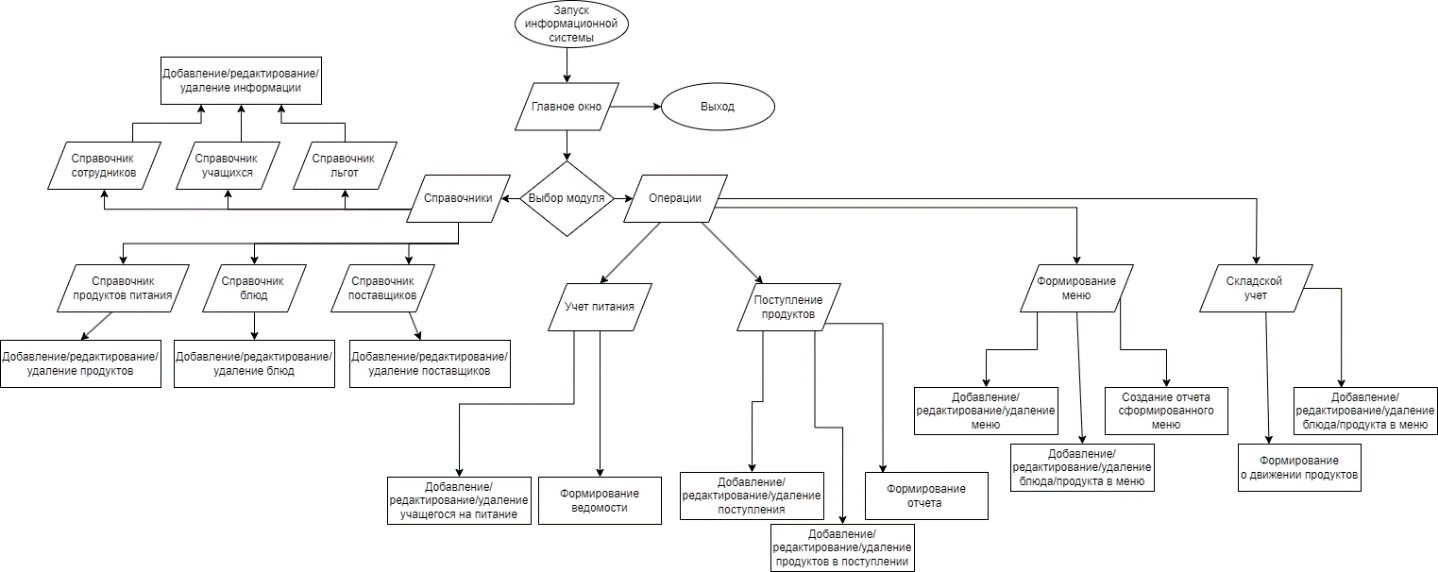 Запуск
информационной
системы
Добавление/редактирование/
удаление информации
Главное окно
Выход
Справочник
сотрудников
Справочник
учащихся
Справочник
льгот
Справочники
Выбор модуля
Операции
Справочник
продуктов питания
Справочник
блюд
Справочник
поставщиков
Учет питания
Поступление
продуктов
Формирование
меню
Складской
учет
Добавление/редактирование/
удаление продуктов
Добавление/редактирование/
удаление блюд
Добавление/редактирование/
удаление поставщиков
Добавление/
редактирование/удаление
меню
Создание отчета
сформированного
меню
Добавление/
редактирование/удаление
блюда/продукта в меню
Добавление/
редактирование/удаление
блюда/продукта в меню
Формирование
о движении продуктов
Добавление/
редактирование/удаление
учащегося на питание
Формирование
ведомости
Добавление/
редактирование/удаление
поступления
Формирование
отчета
Добавление/
редактирование/удаление
продуктов в поступлении